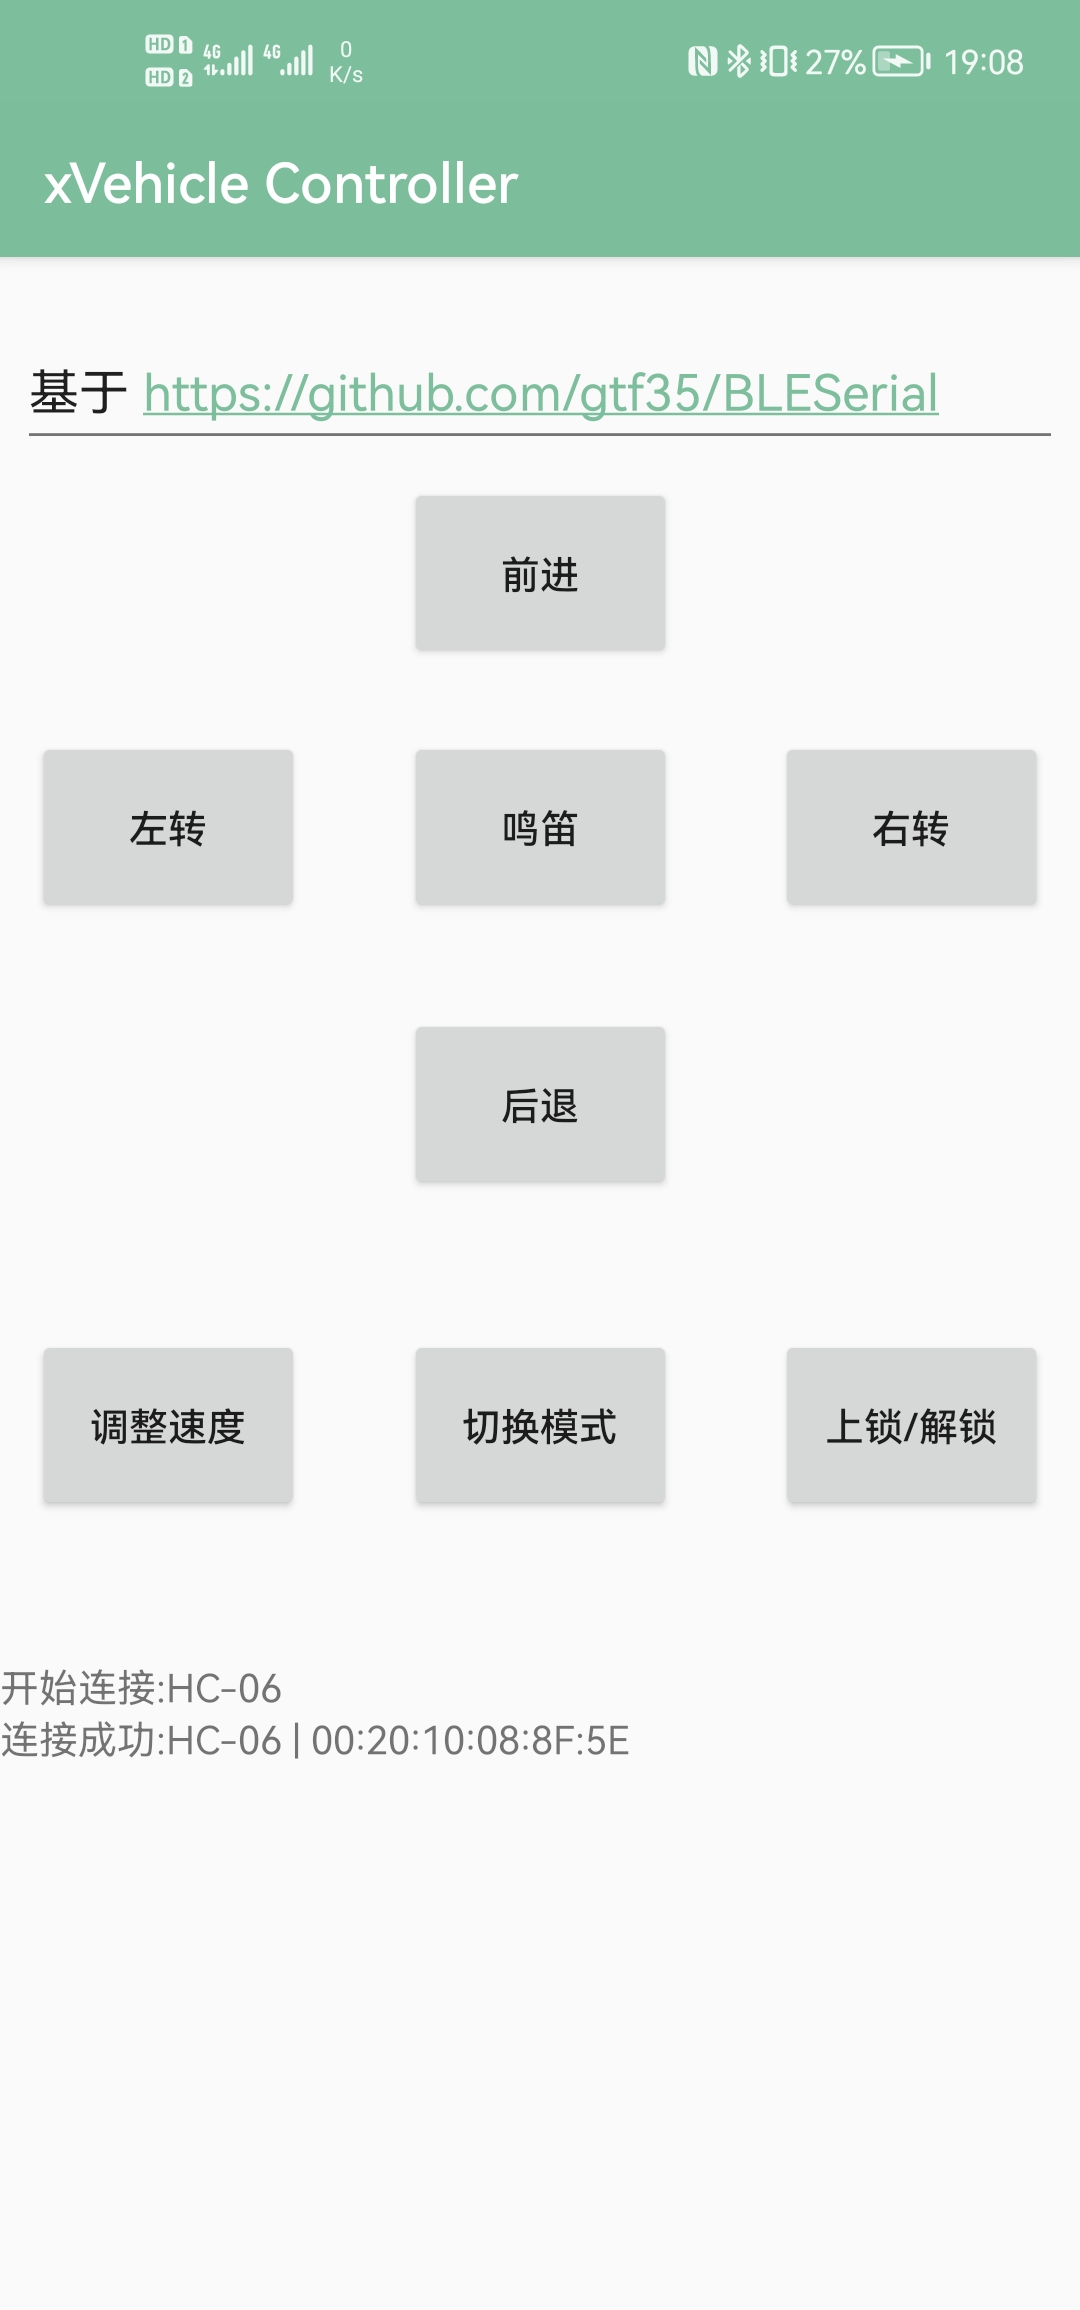 HD 1 4G 4G 0 27% 19:08
HD 2 K/s
xVehicle Controller
基于 https://github.com/gtf35/BLESerial
前进
左转 鸣笛 右转
后退
调整速度 切换模式 上锁/解锁
开始连接:HC-06
连接成功:HC-06 | 00:20:10:08:8F:5E